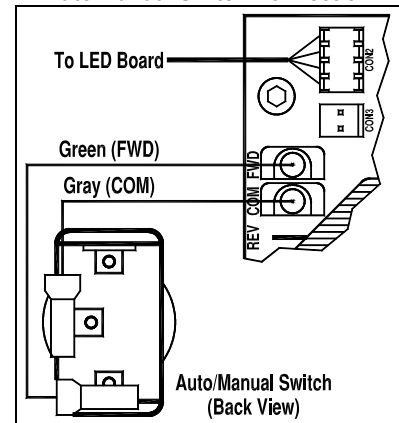 To LED Board
CON2
CON3
Green (FWD)
FWD
Gray (COM)
COM
REV
Auto/Manual Switch
(Back View)